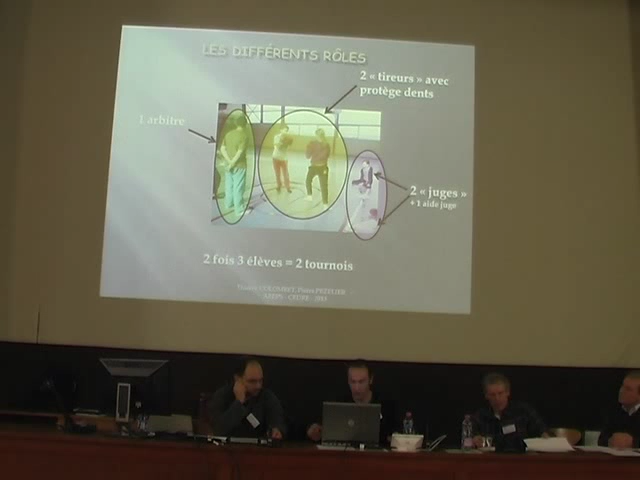 LES DIFFÉRENTS RÔLES
2 « tireurs » avec
protège dents
1 arbitre
2 « juges »
+ 1 aide juge
2 fois 3 élèves = 2 tournois